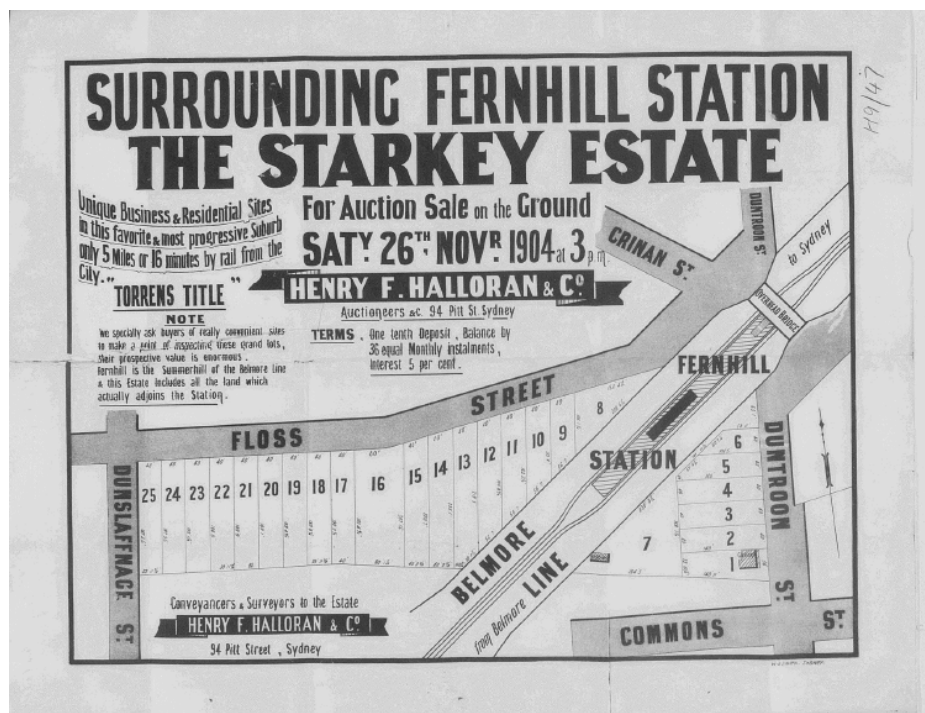 SURROUNDING FERNHILL STATION
THE STARKEY ESTATE
H9/47
Unique Business & Residential Sites
in this favorite & most progressive Suburb
only 5 Miles or 16 minutes by rail from the
City."
"TORRENS TITLE"
NOTE
We specially ask buyers of really convenient sites
to make a point of inspecting these grand lots,
their prospective value is enormous.
Fernhill is the Summerhill of the Belmore Line
& this Estate Includes all the land which
actually adjoins the Station.
For Auction Sale on the Ground
SATY. 26TH NOVR. 1904 at 3 p.m.
HENRY F. HALLORAN & CO
Auctioneers &c. 94 Pitt St. Sydney
TERMS. One tenth Deposit, Balance by
36 equal Monthly instalments,
Interest 5 per cent.
CRINAN ST.
DUNTROON ST.
to Sydney
OVERHEAD BRIDGE
FERNHILL
STATION
FLOSS STREET
8
9
10
11
12
13
14
15
16
17
18
19
20
21
22
23
24
25
DUNSLAFFNAGE ST.
BELMORE LINE
from Belmore
6
5
4
3
2
1
7
DUNTROON ST.
COMMONS ST.
Conveyancers & Surveyors to the Estate
HENRY F. HALLORAN & CO
94 Pitt Street, Sydney